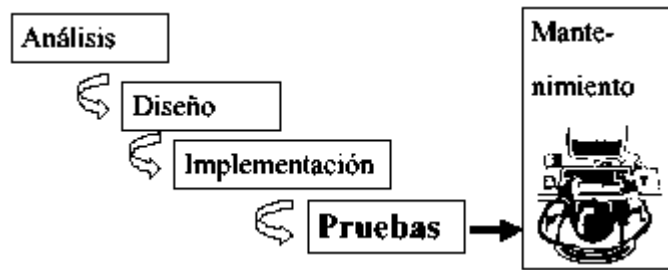 Análisis
Diseño
Implementación
Pruebas
Mante-
nimiento